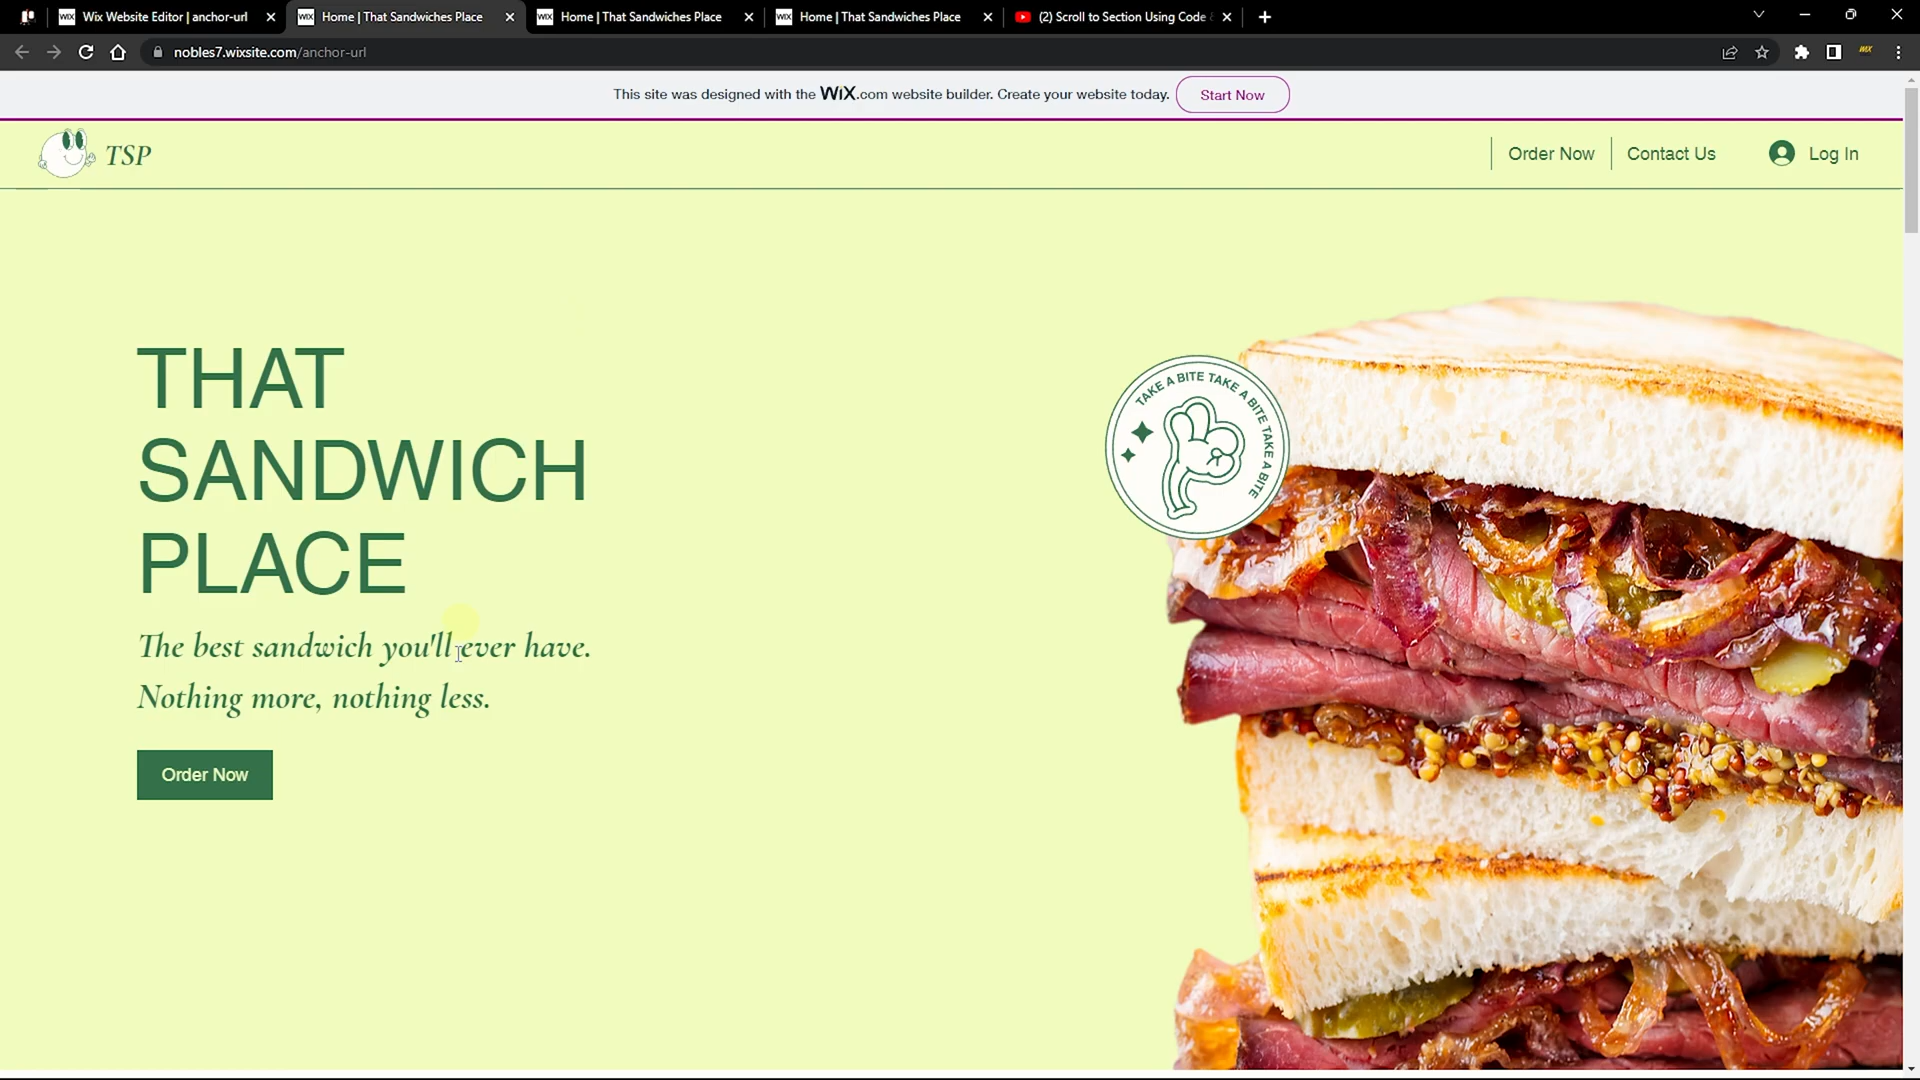 Wix Website Editor | anchor-url
Home | That Sandwiches Place
Home | That Sandwiches Place
Home | That Sandwiches Place
(2) Scroll to Section Using Code
nobles7.wixsite.com/anchor-url
This site was designed with the WiX.com website builder. Create your website today.
Start Now
TSP
Order Now
Contact Us
Log In
THAT
SANDWICH
PLACE
TAKE A BITE TAKE A BITE TAKE A BITE
The best sandwich you'll ever have.
Nothing more, nothing less.
Order Now